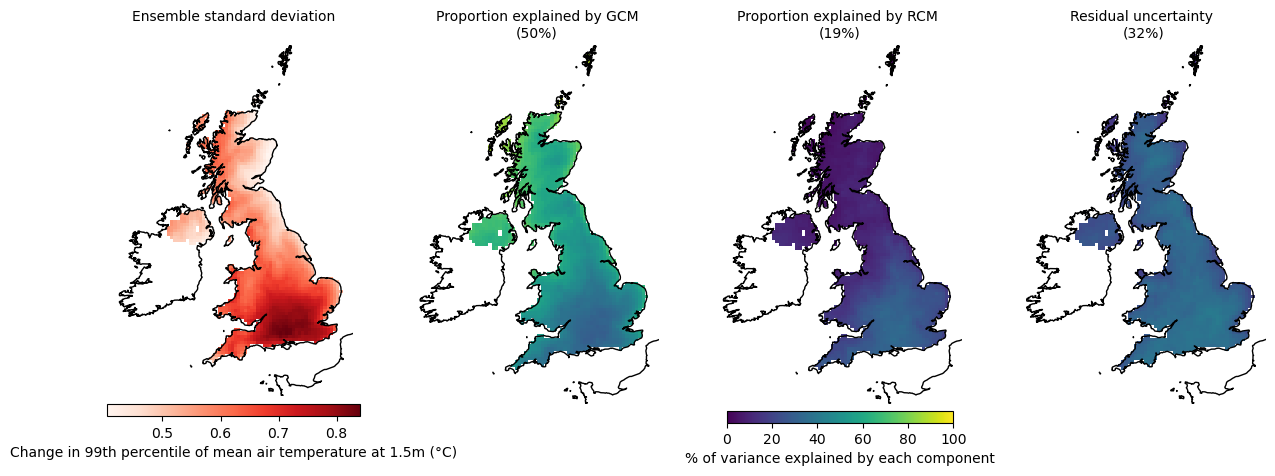 Ensemble standard deviation
Proportion explained by GCM
(50%)
Proportion explained by RCM
(19%)
Residual uncertainty
(32%)
0.5 0.6 0.7 0.8
Change in 99th percentile of mean air temperature at 1.5m (°C)
0 20 40 60 80 100
% of variance explained by each component